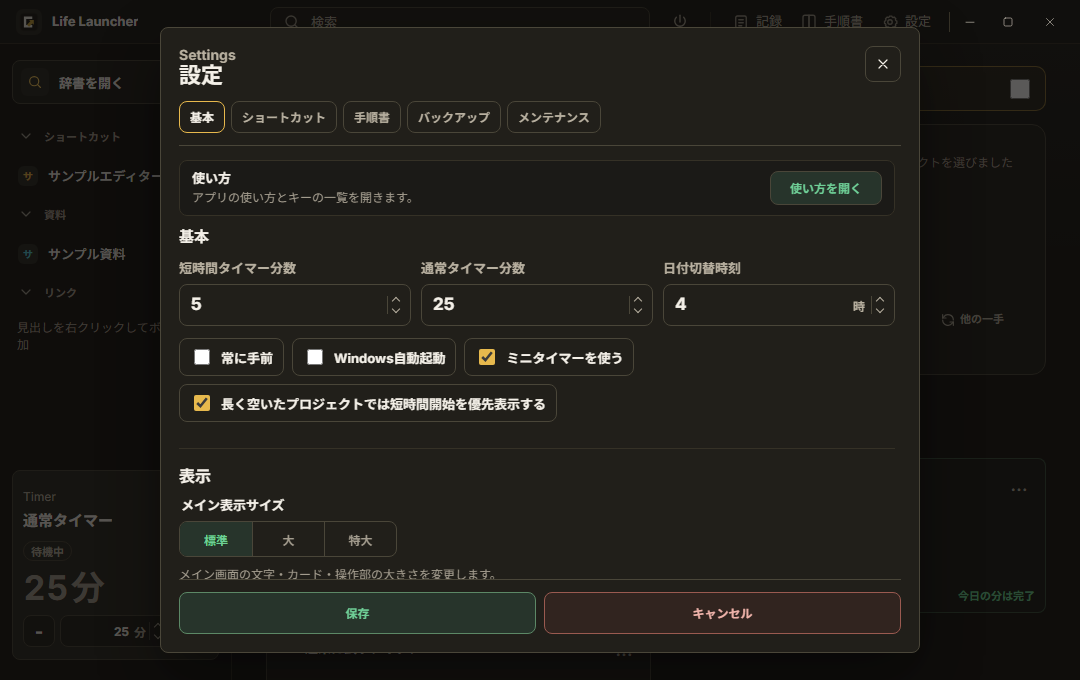 Life Launcher
検索
記録
手順書
設定
辞書を開く
ショートカット
サ サンプルエディター
資料
サ サンプル資料
リンク
見出しを右クリックしてボ
加
クトを選びました
他の一手
Timer
通常タイマー
待機中
25分
- 25 分
今日の分は完了
Settings
設定
基本 ショートカット 手順書 バックアップ メンテナンス
使い方
アプリの使い方とキーの一覧を開きます。
使い方を開く
基本
短時間タイマー分数 通常タイマー分数 日付切替時刻
5 25 4 時
常に手前 Windows自動起動 ミニタイマーを使う
長く空いたプロジェクトでは短時間開始を優先表示する
表示
メイン表示サイズ
標準 大 特大
メイン画面の文字・カード・操作部の大きさを変更します。
保存 キャンセル